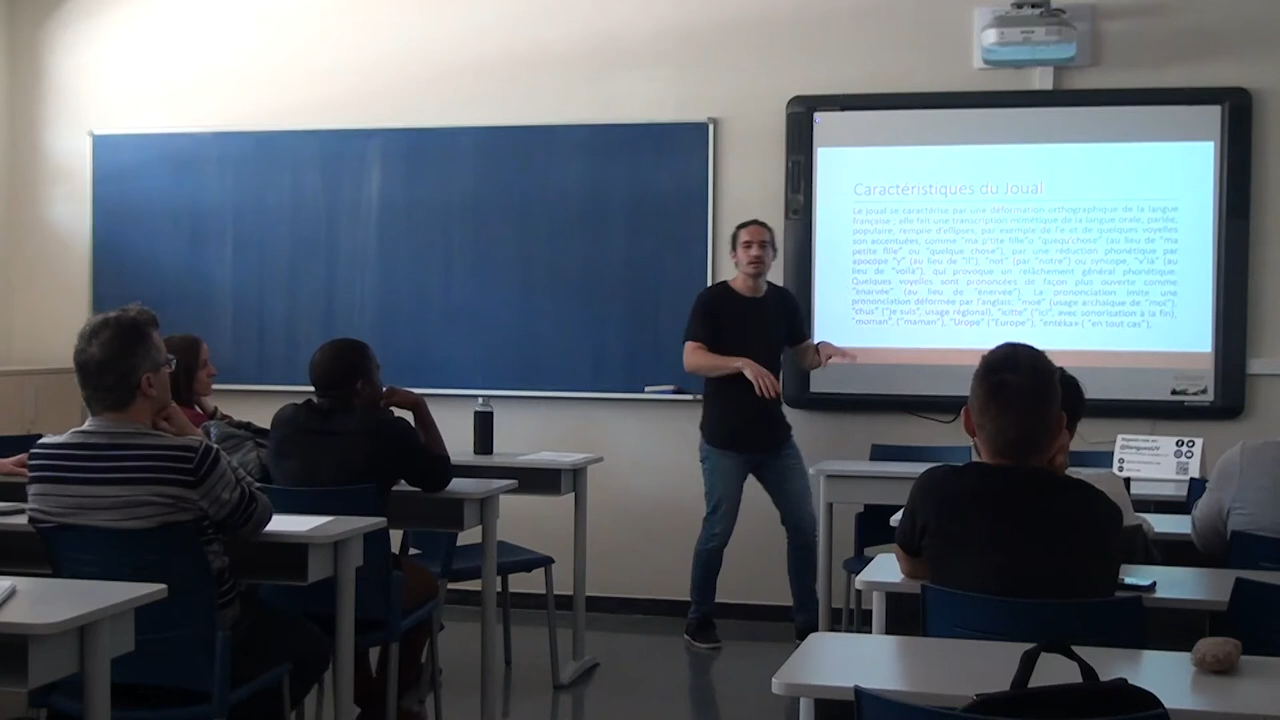 Caractéristiques du Joual
Le joual se caractérise par une déformation orthographique de la langue
française ; elle fait une transcription mimétique de la langue orale, parlée,
populaire, remplie d'ellipses, par exemple de l'e et de quelques voyelles
son accentuées, comme "ma p'tite fille"o "quequ'chose" (au lieu de "ma
petite fille" ou "quelque chose"), par une réduction phonétique par
apocope "y" (au lieu de "il"), "not" (par "notre") ou syncope, "v'là" (au
lieu de "voilà"), qui provoque un relâchement général phonétique.
Quelques voyelles sont prononcées de façon plus ouverte comme
"enarvée" (au lieu de "énervée"). La prononciation imite une
prononciation déformée par l'anglais: "moé" (usage archaïque de "moi"),
"chus" ("je suis", usage régional), "icitte" ("ici", avec sonorisation à la fin),
"moman", ("maman"), "Urope" ("Europe"), "entéka» ( "en tout cas"),
@llenguesUV